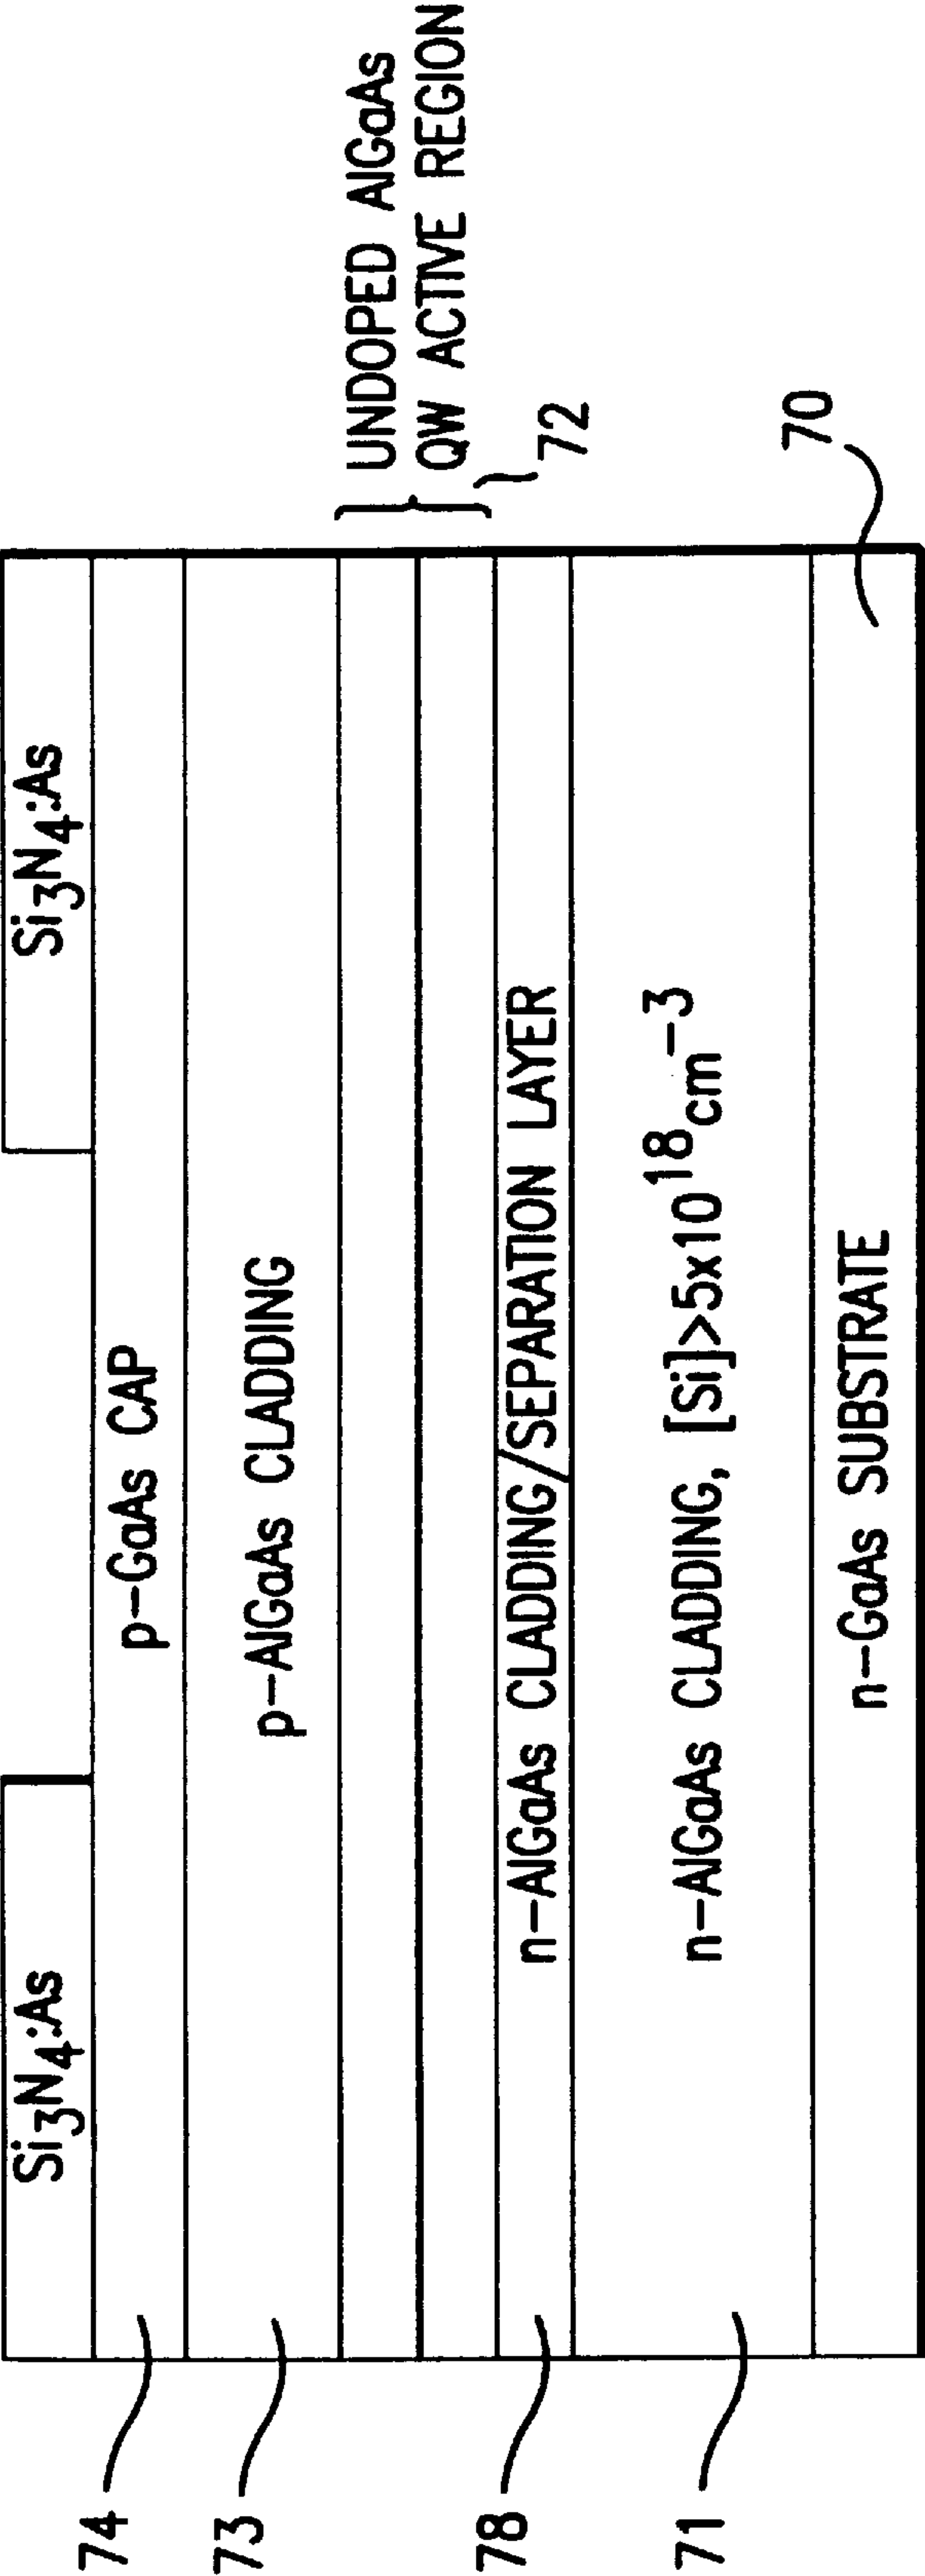 Si3N4:As
Si3N4:As
74
p-GaAs CAP
73
p-AlGaAs CLADDING
UNDOPED AlGaAs
QW ACTIVE REGION
72
78
n-AlGaAs CLADDING/SEPARATION LAYER
71
n-AlGaAs CLADDING, [Si]>5x10^18cm^-3
70
n-GaAs SUBSTRATE